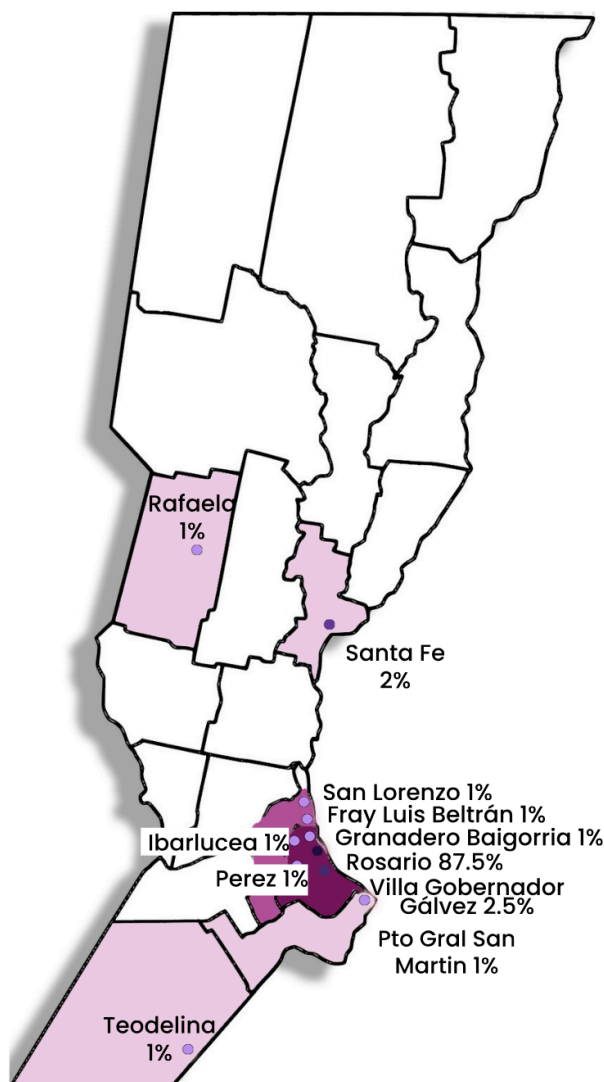 Rafaela
1%
Santa Fe
2%
San Lorenzo 1%
Fray Luis Beltrán 1%
Ibarlucea 1%
Granadero Baigorria 1%
Rosario 87.5%
Perez 1%
Villa Gobernador
Gálvez 2.5%
Pto Gral San
Martin 1%
Teodelina
1%